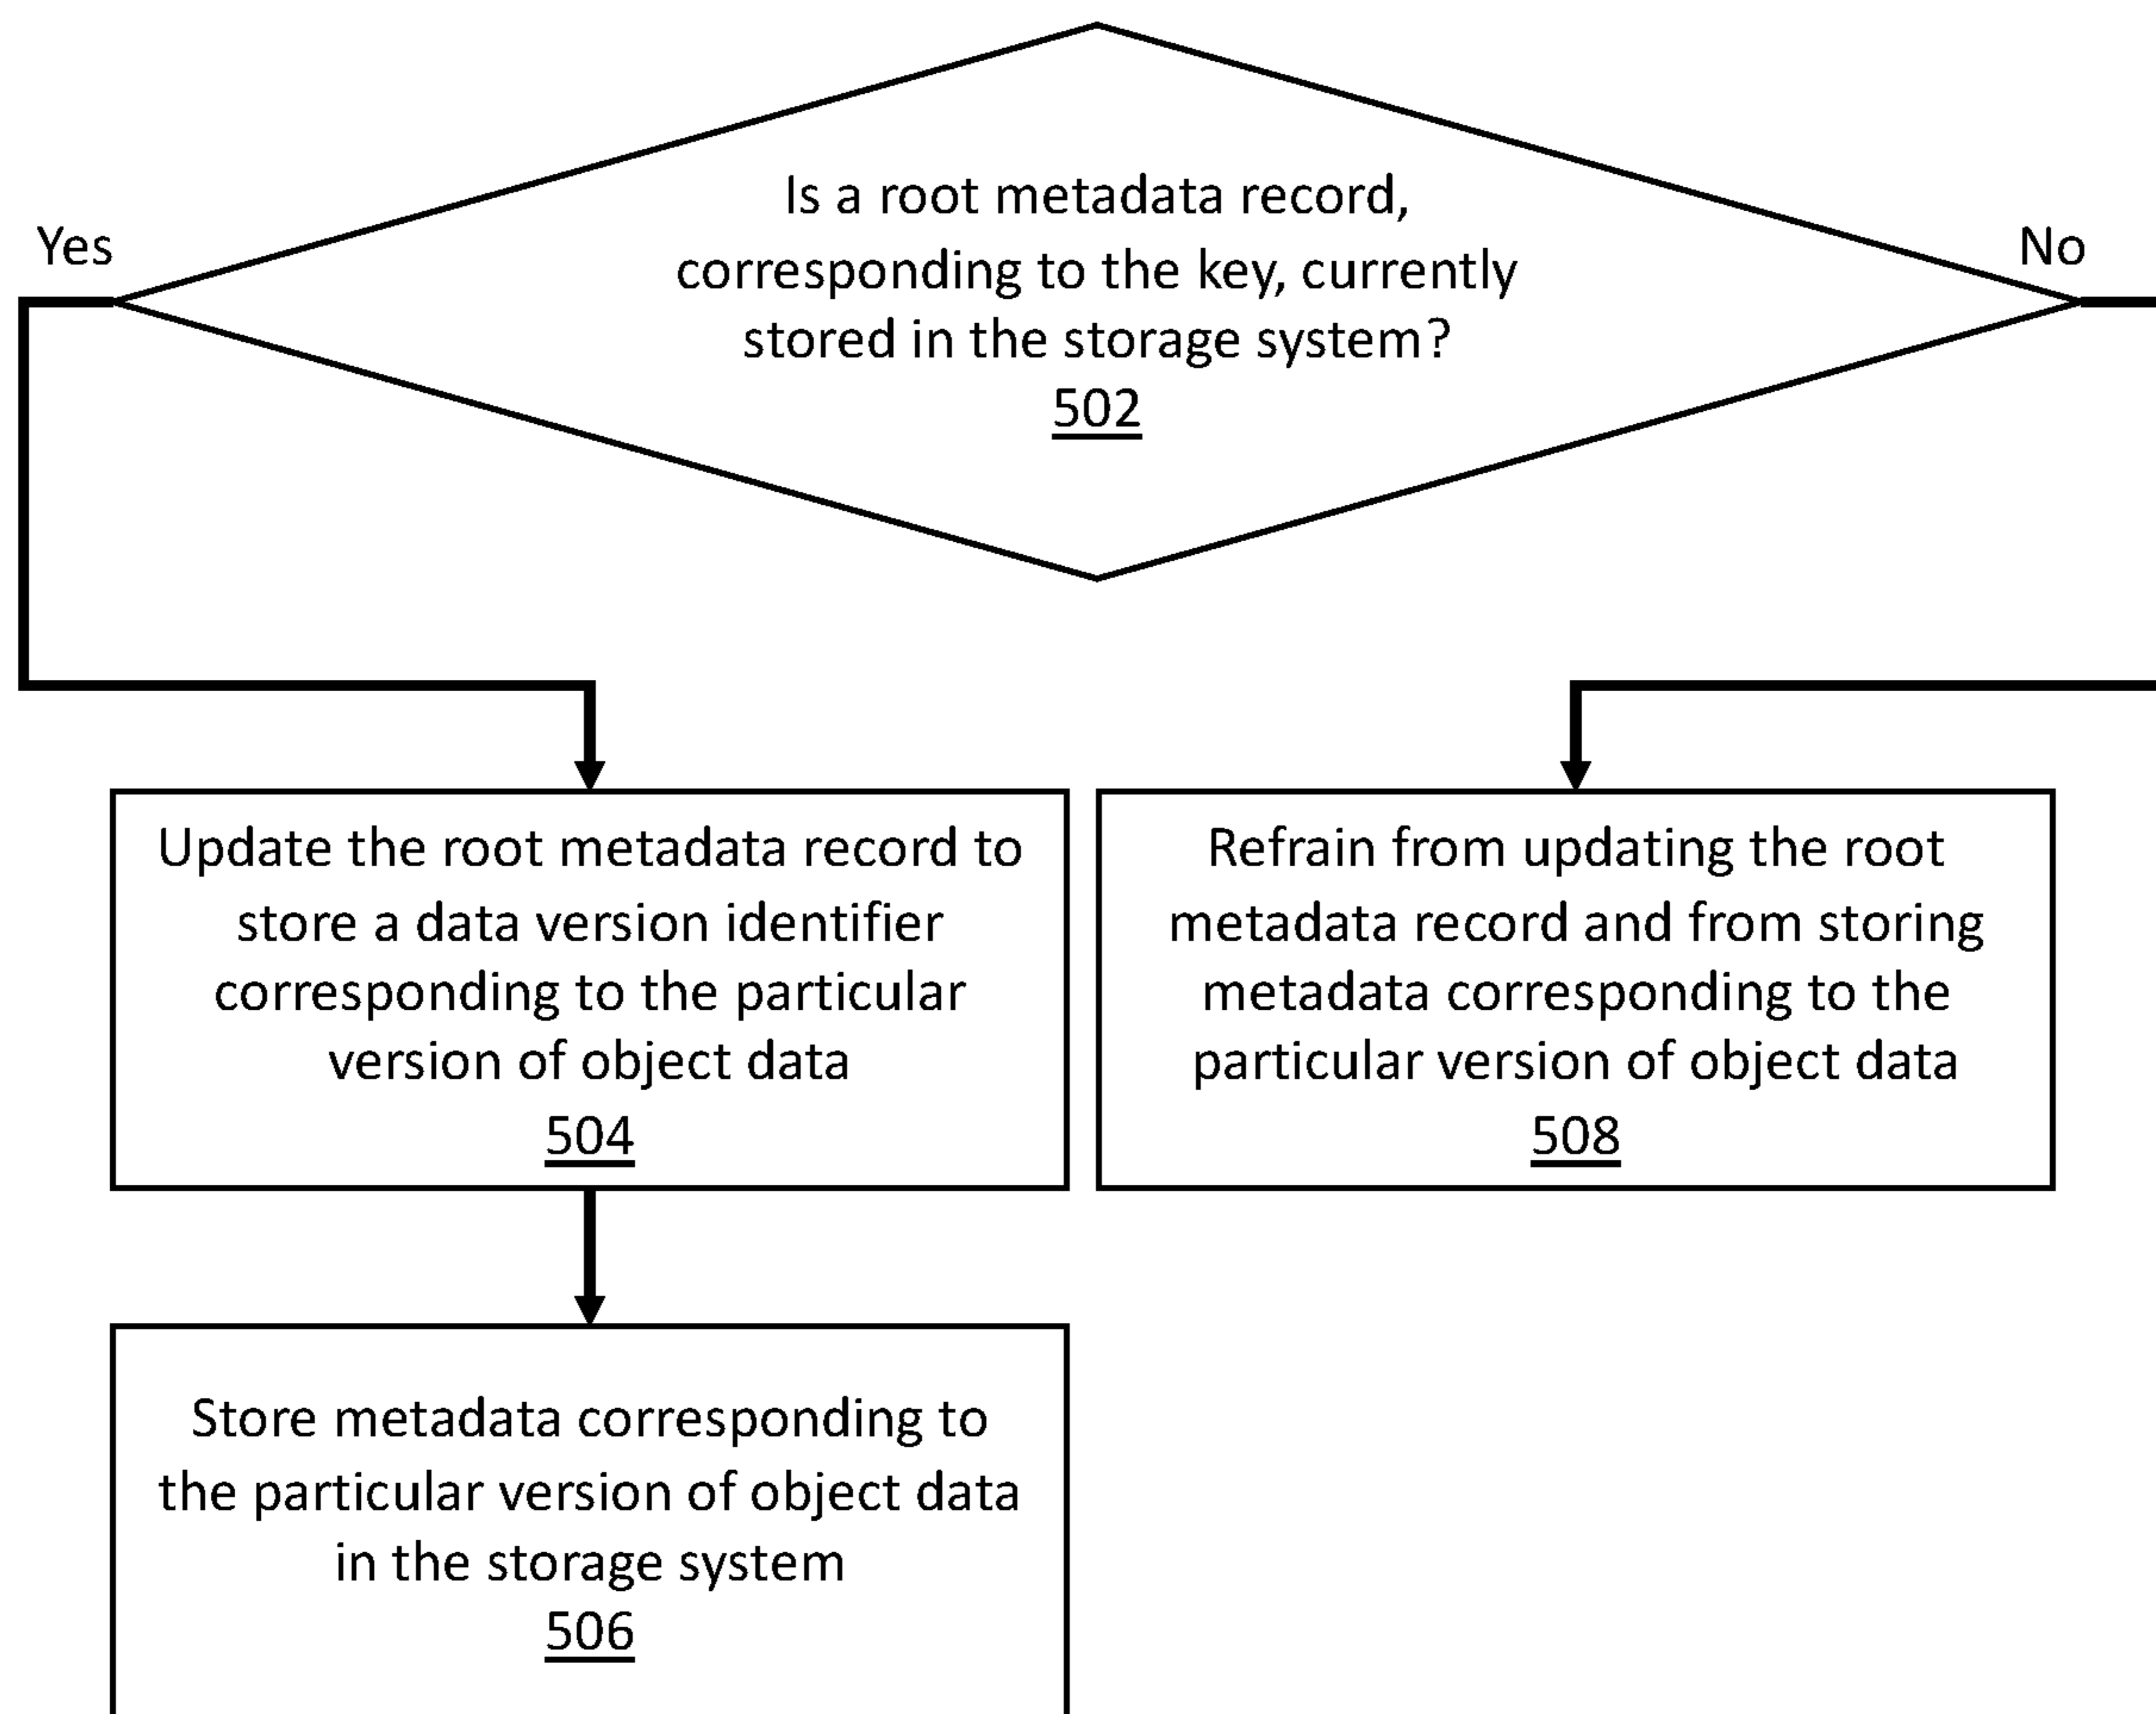 Is a root metadata record,
corresponding to the key, currently
stored in the storage system?
502
Yes
No
Update the root metadata record to
store a data version identifier
corresponding to the particular
version of object data
504
Refrain from updating the root
metadata record and from storing
metadata corresponding to the
particular version of object data
508
Store metadata corresponding to
the particular version of object data
in the storage system
506